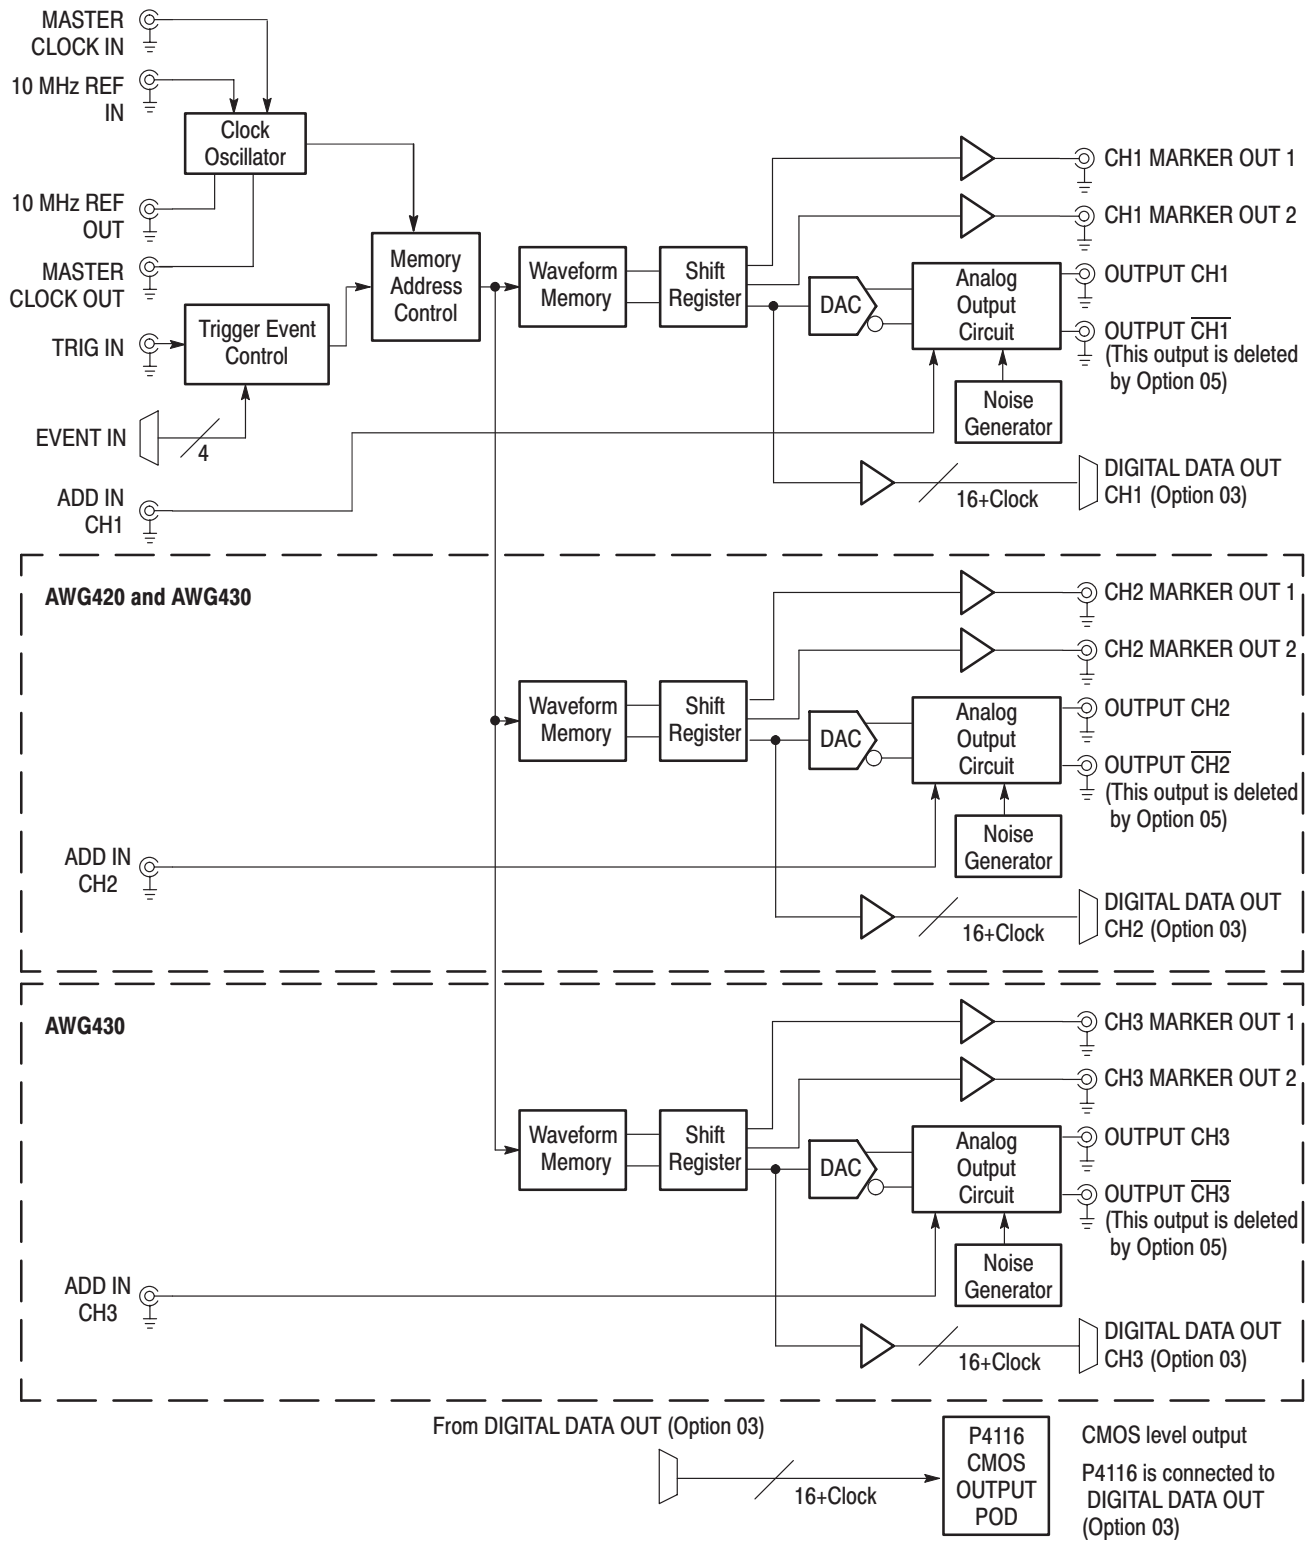 MASTER
CLOCK IN
10 MHz REF
IN
Clock
Oscillator
10 MHz REF
OUT
MASTER
CLOCK OUT
TRIG IN
Trigger Event
Control
EVENT IN
4
ADD IN
CH1
Memory
Address
Control
Waveform
Memory
Shift
Register
DAC
Analog
Output
Circuit
Noise
Generator
CH1 MARKER OUT 1
CH1 MARKER OUT 2
OUTPUT CH1
OUTPUT C̅H̅1̅
(This output is deleted
by Option 05)
16+Clock
DIGITAL DATA OUT
CH1 (Option 03)
AWG420 and AWG430
ADD IN
CH2
Waveform
Memory
Shift
Register
DAC
Analog
Output
Circuit
Noise
Generator
CH2 MARKER OUT 1
CH2 MARKER OUT 2
OUTPUT CH2
OUTPUT C̅H̅2̅
(This output is deleted
by Option 05)
16+Clock
DIGITAL DATA OUT
CH2 (Option 03)
AWG430
ADD IN
CH3
Waveform
Memory
Shift
Register
DAC
Analog
Output
Circuit
Noise
Generator
CH3 MARKER OUT 1
CH3 MARKER OUT 2
OUTPUT CH3
OUTPUT C̅H̅3̅
(This output is deleted
by Option 05)
16+Clock
DIGITAL DATA OUT
CH3 (Option 03)
From DIGITAL DATA OUT (Option 03)
16+Clock
P4116
CMOS
OUTPUT
POD
CMOS level output
P4116 is connected to
DIGITAL DATA OUT
(Option 03)